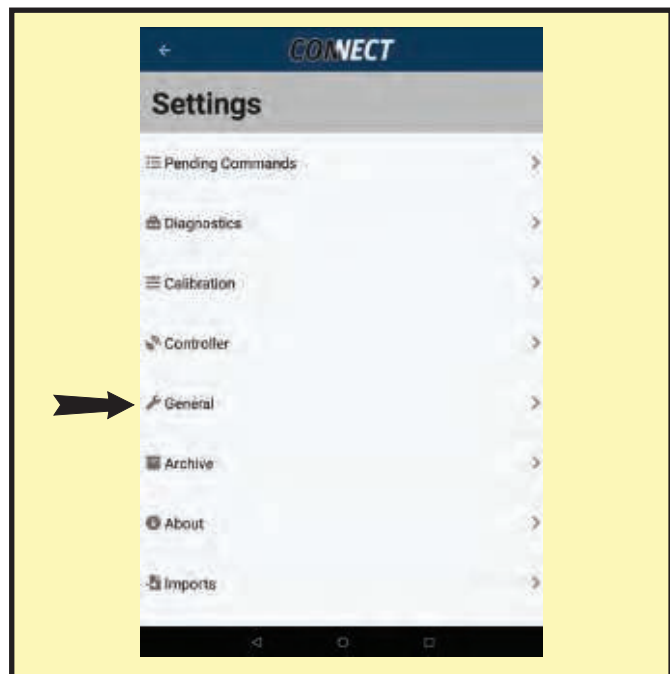 CONNECT
Settings
Pending Commands
Diagnostics
Calibration
Controller
General
Archive
About
Imports